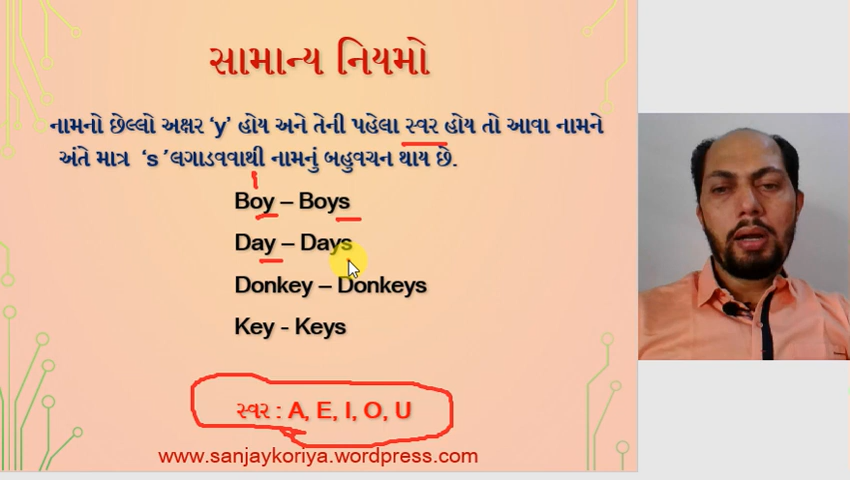 સામાન્ય નિયમો
નામનો છેલ્લો અક્ષર ‘y’ હોય અને તેની પહેલા સ્વર હોય તો આવા નામને
અંતે માત્ર ‘s ’લગાડવવાથી નામનું બહુવચન થાય છે.
Boy – Boys
Day – Days
Donkey – Donkeys
Key - Keys
સ્વર : A, E, I, O, U
www.sanjaykoriya.wordpress.com